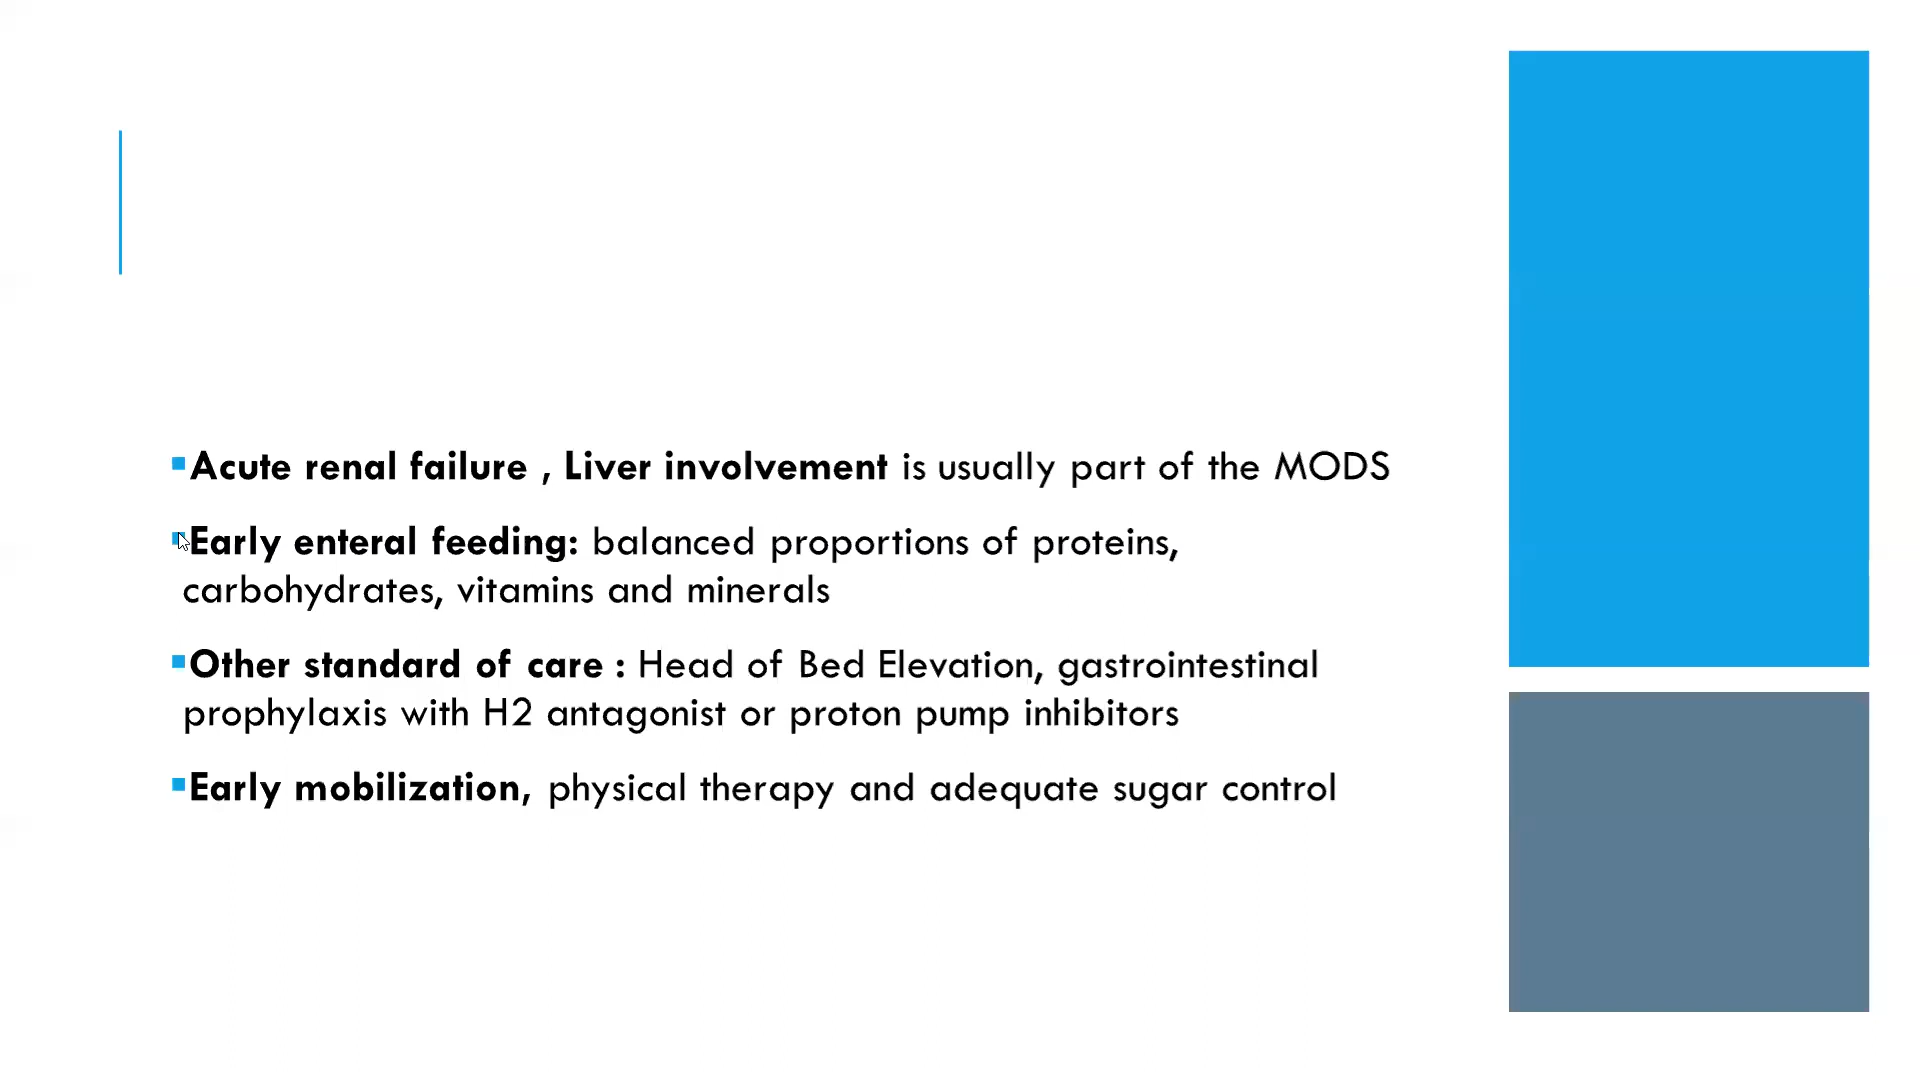 ▪Acute renal failure , Liver involvement is usually part of the MODS
▪Early enteral feeding: balanced proportions of proteins,
carbohydrates, vitamins and minerals
▪Other standard of care : Head of Bed Elevation, gastrointestinal
prophylaxis with H2 antagonist or proton pump inhibitors
▪Early mobilization, physical therapy and adequate sugar control